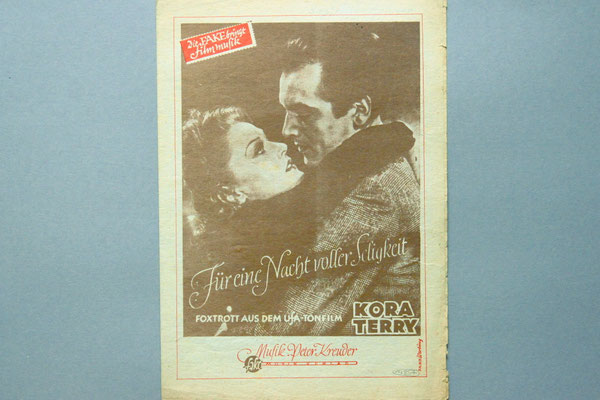 Die FAKE bringt
Filmmusik
Für eine Nacht voller Seligkeit
FOXTROTT AUS DEM UFA-TONFILM
KORA
TERRY
Musik: Peter Kreuder